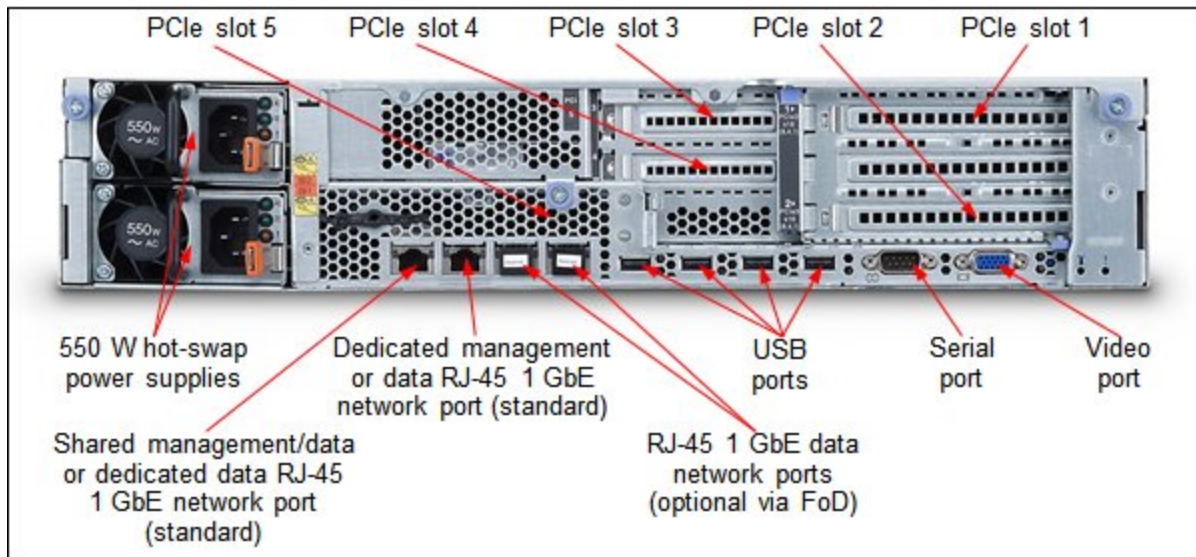 PCIe slot 5
PCIe slot 4
PCIe slot 3
PCIe slot 2
PCIe slot 1
550W
AC
550W
AC
550 W hot-swap
power supplies
Dedicated management
or data RJ-45 1 GbE
network port (standard)
USB
ports
Serial
port
Video
port
Shared management/data
or dedicated data RJ-45
1 GbE network port
(standard)
RJ-45 1 GbE data
network ports
(optional via FoD)